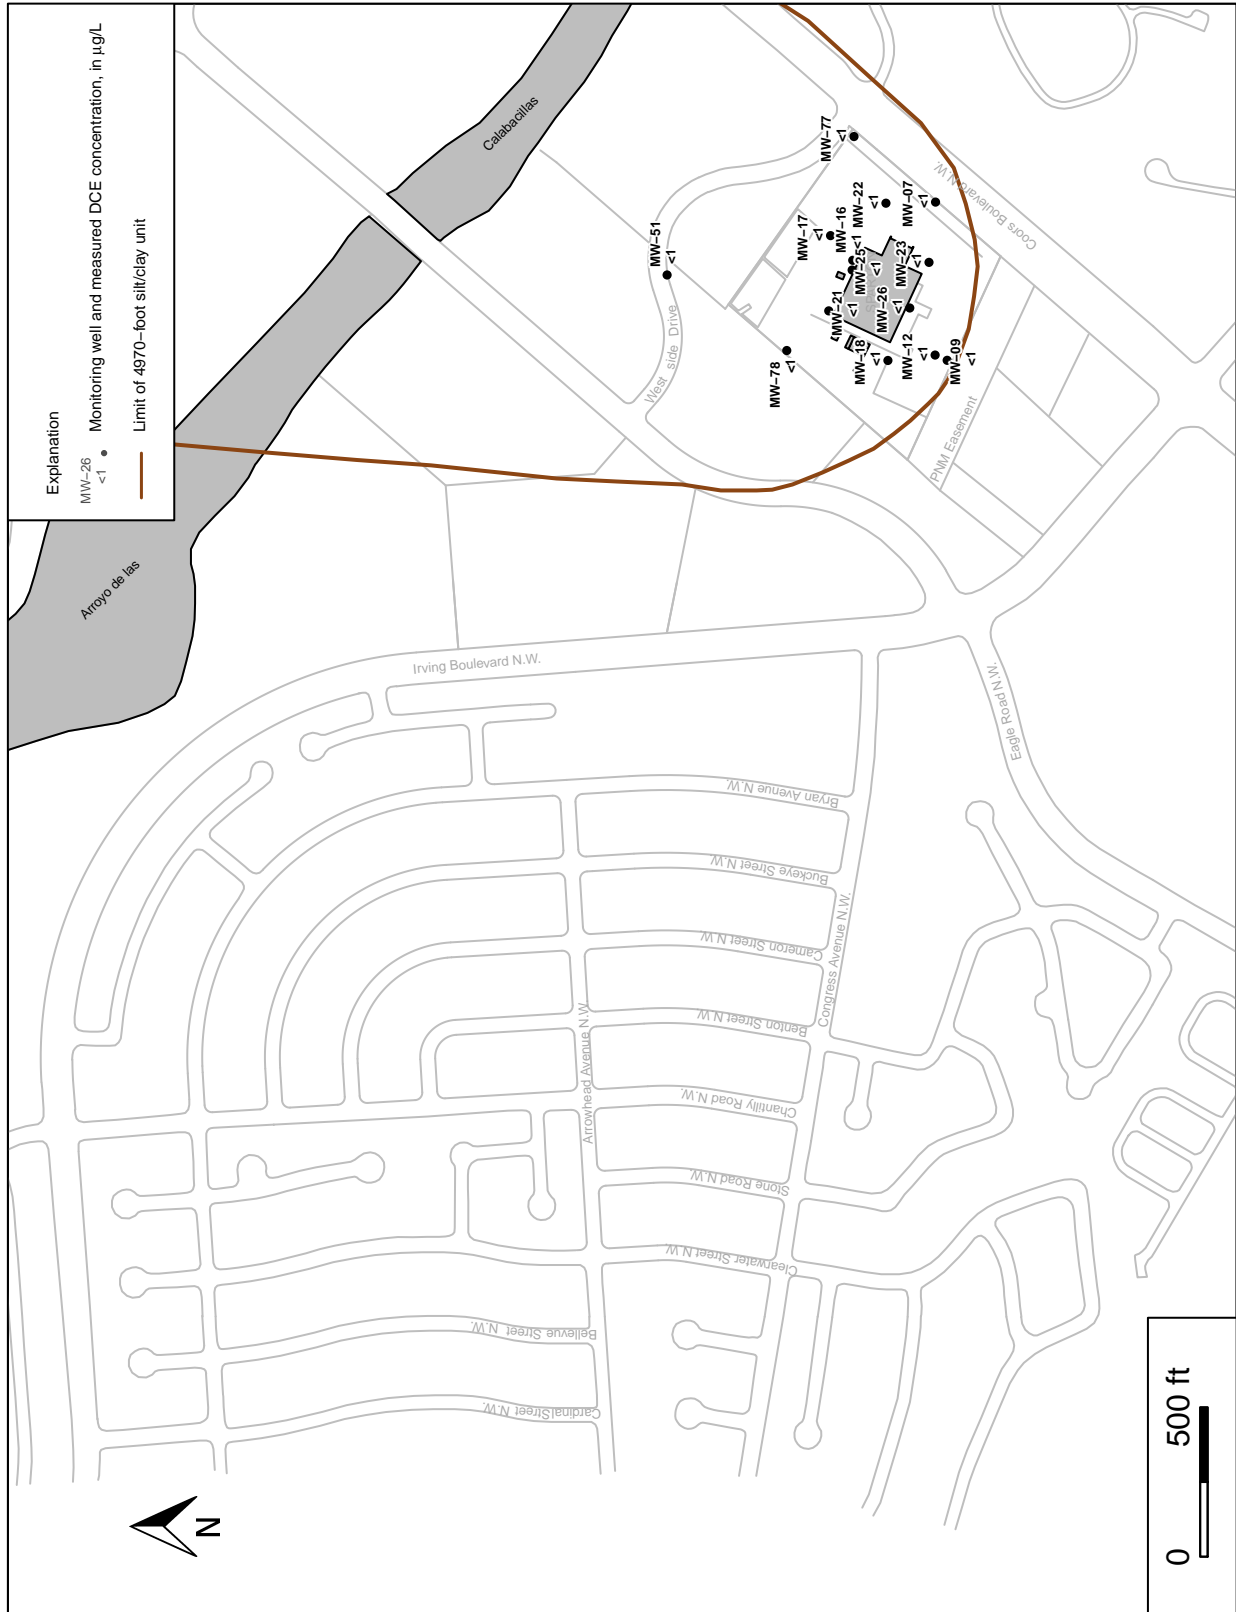 Explanation
MW-26
<1
Monitoring well and measured DCE concentration, in µg/L
Limit of 4970-foot silt/clay unit
Arroyo de las
Calabacillas
MW-77
<1
MW-51
<1
MW-22
<1
MW-07
<1
MW-17
<1
MW-16
<1
MW-25
<1
MW-23
<1
MW-21
<1
MW-26
<1
MW-78
<1
MW-18
<1
MW-12
<1
MW-09
<1
Coors Boulevard N.W.
West side Drive
PNM Easement
Irving Boulevard N.W.
Eagle Road N.W.
Bryan Avenue N.W.
Buckeye Street N.W.
Cameron Street N.W.
Congress Avenue N.W.
Benton Street N.W.
Arrowhead Avenue N.W.
Chantilly Road N.W.
Stone Road N.W.
Clearwater Street N.W.
Bellevue Street N.W.
Cardinal Street N.W.
N
0 500 ft